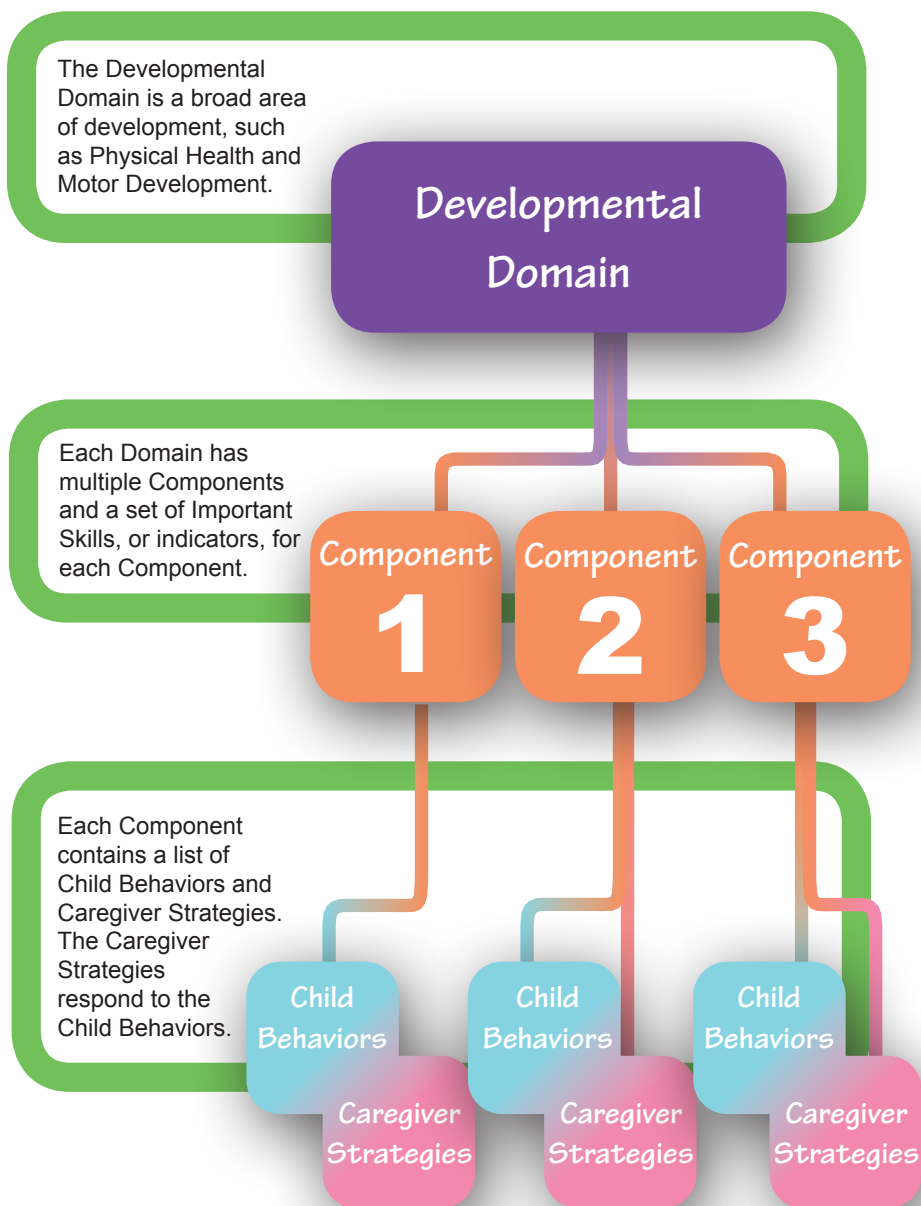 The Developmental
Domain is a broad area
of development, such
as Physical Health and
Motor Development.
Developmental
Domain
Each Domain has
multiple Components
and a set of Important
Skills, or indicators, for
each Component.
Component
1
Component
2
Component
3
Each Component
contains a list of
Child Behaviors and
Caregiver Strategies.
The Caregiver
Strategies
respond to the
Child Behaviors.
Child
Behaviors
Caregiver
Strategies
Child
Behaviors
Caregiver
Strategies
Child
Behaviors
Caregiver
Strategies